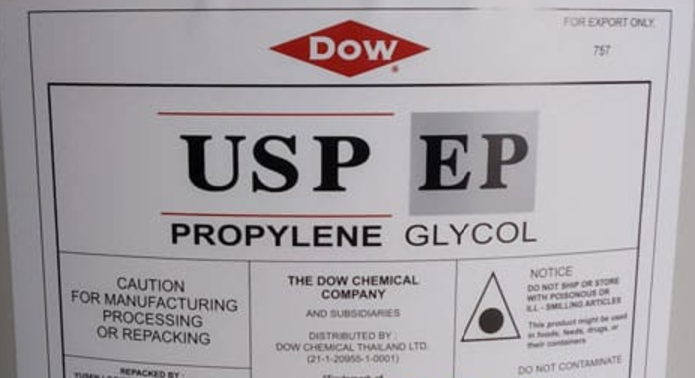 FOR EXPORT ONLY.
757
Dow
USP EP
PROPYLENE GLYCOL
CAUTION
FOR MANUFACTURING
PROCESSING
OR REPACKING
REPACKED BY :
THE DOW CHEMICAL
COMPANY
AND SUBSIDIARIES
DISTRIBUTED BY :
DOW CHEMICAL THAILAND LTD.
(21-1-20955-1-0001)
*Trademark of
NOTICE
DO NOT SHIP OR STORE
WITH POISONOUS OR
ILL - SMILLING ARTICLES
This product might be used
in foods, feeds, drugs, or
their containers
DO NOT CONTAMINATE